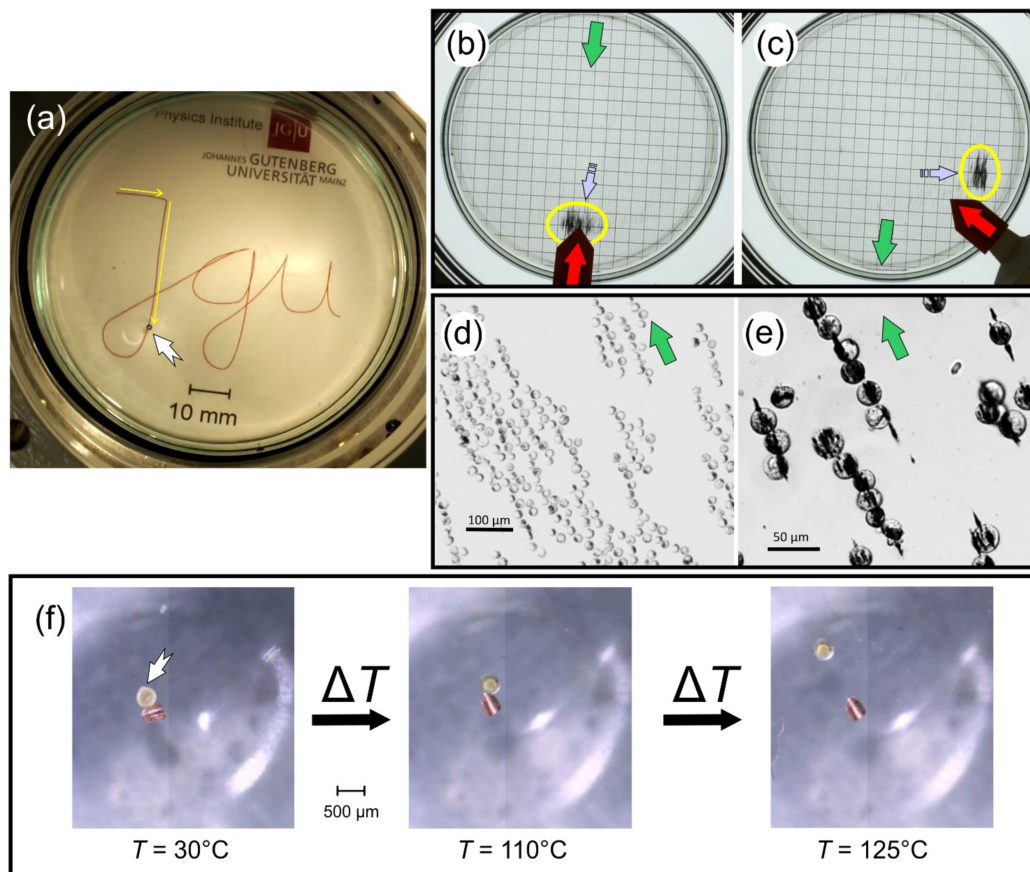 (a)
Physics Institute
JG|U
JOHANNES GUTENBERG
UNIVERSITÄT MAINZ
Jgu
10 mm
(b)
(c)
(d)
100 µm
(e)
50 µm
(f)
ΔT
ΔT
500 µm
T = 30°C
T = 110°C
T = 125°C